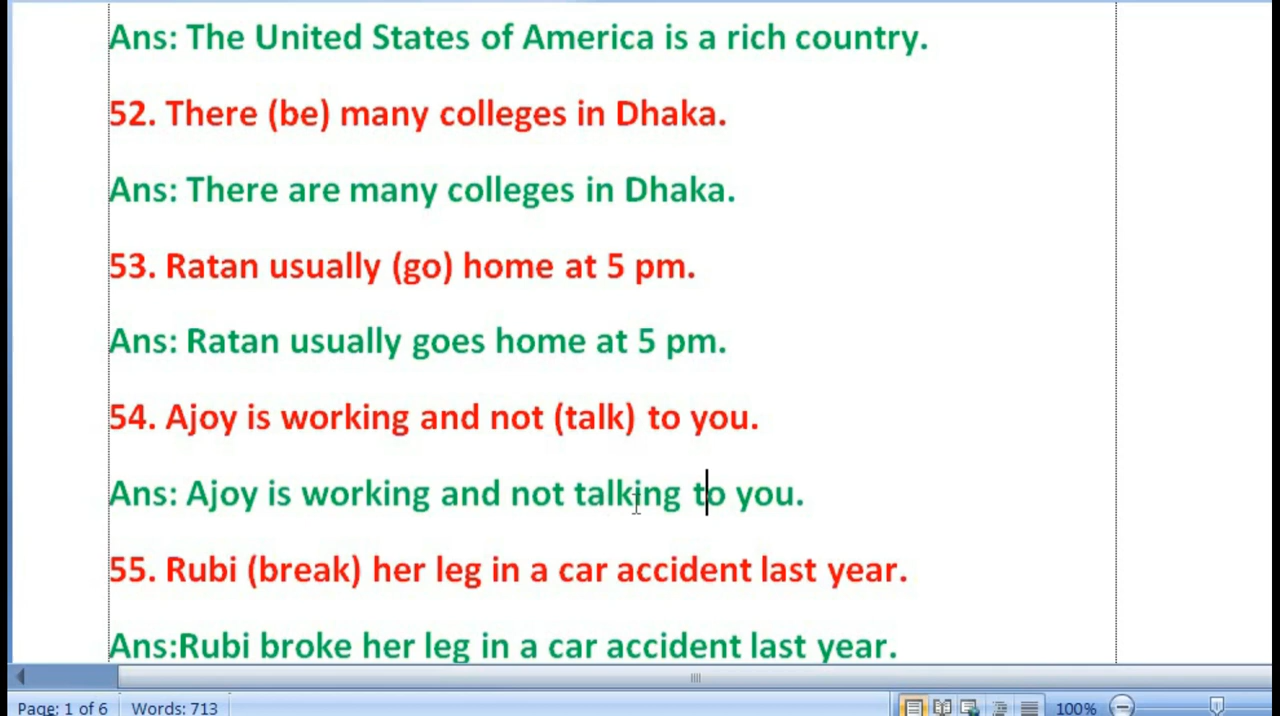 Ans: The United States of America is a rich country.
52. There (be) many colleges in Dhaka.
Ans: There are many colleges in Dhaka.
53. Ratan usually (go) home at 5 pm.
Ans: Ratan usually goes home at 5 pm.
54. Ajoy is working and not (talk) to you.
Ans: Ajoy is working and not talking to you.
55. Rubi (break) her leg in a car accident last year.
Ans:Rubi broke her leg in a car accident last year.
Page: 1 of 6 Words: 713 100%